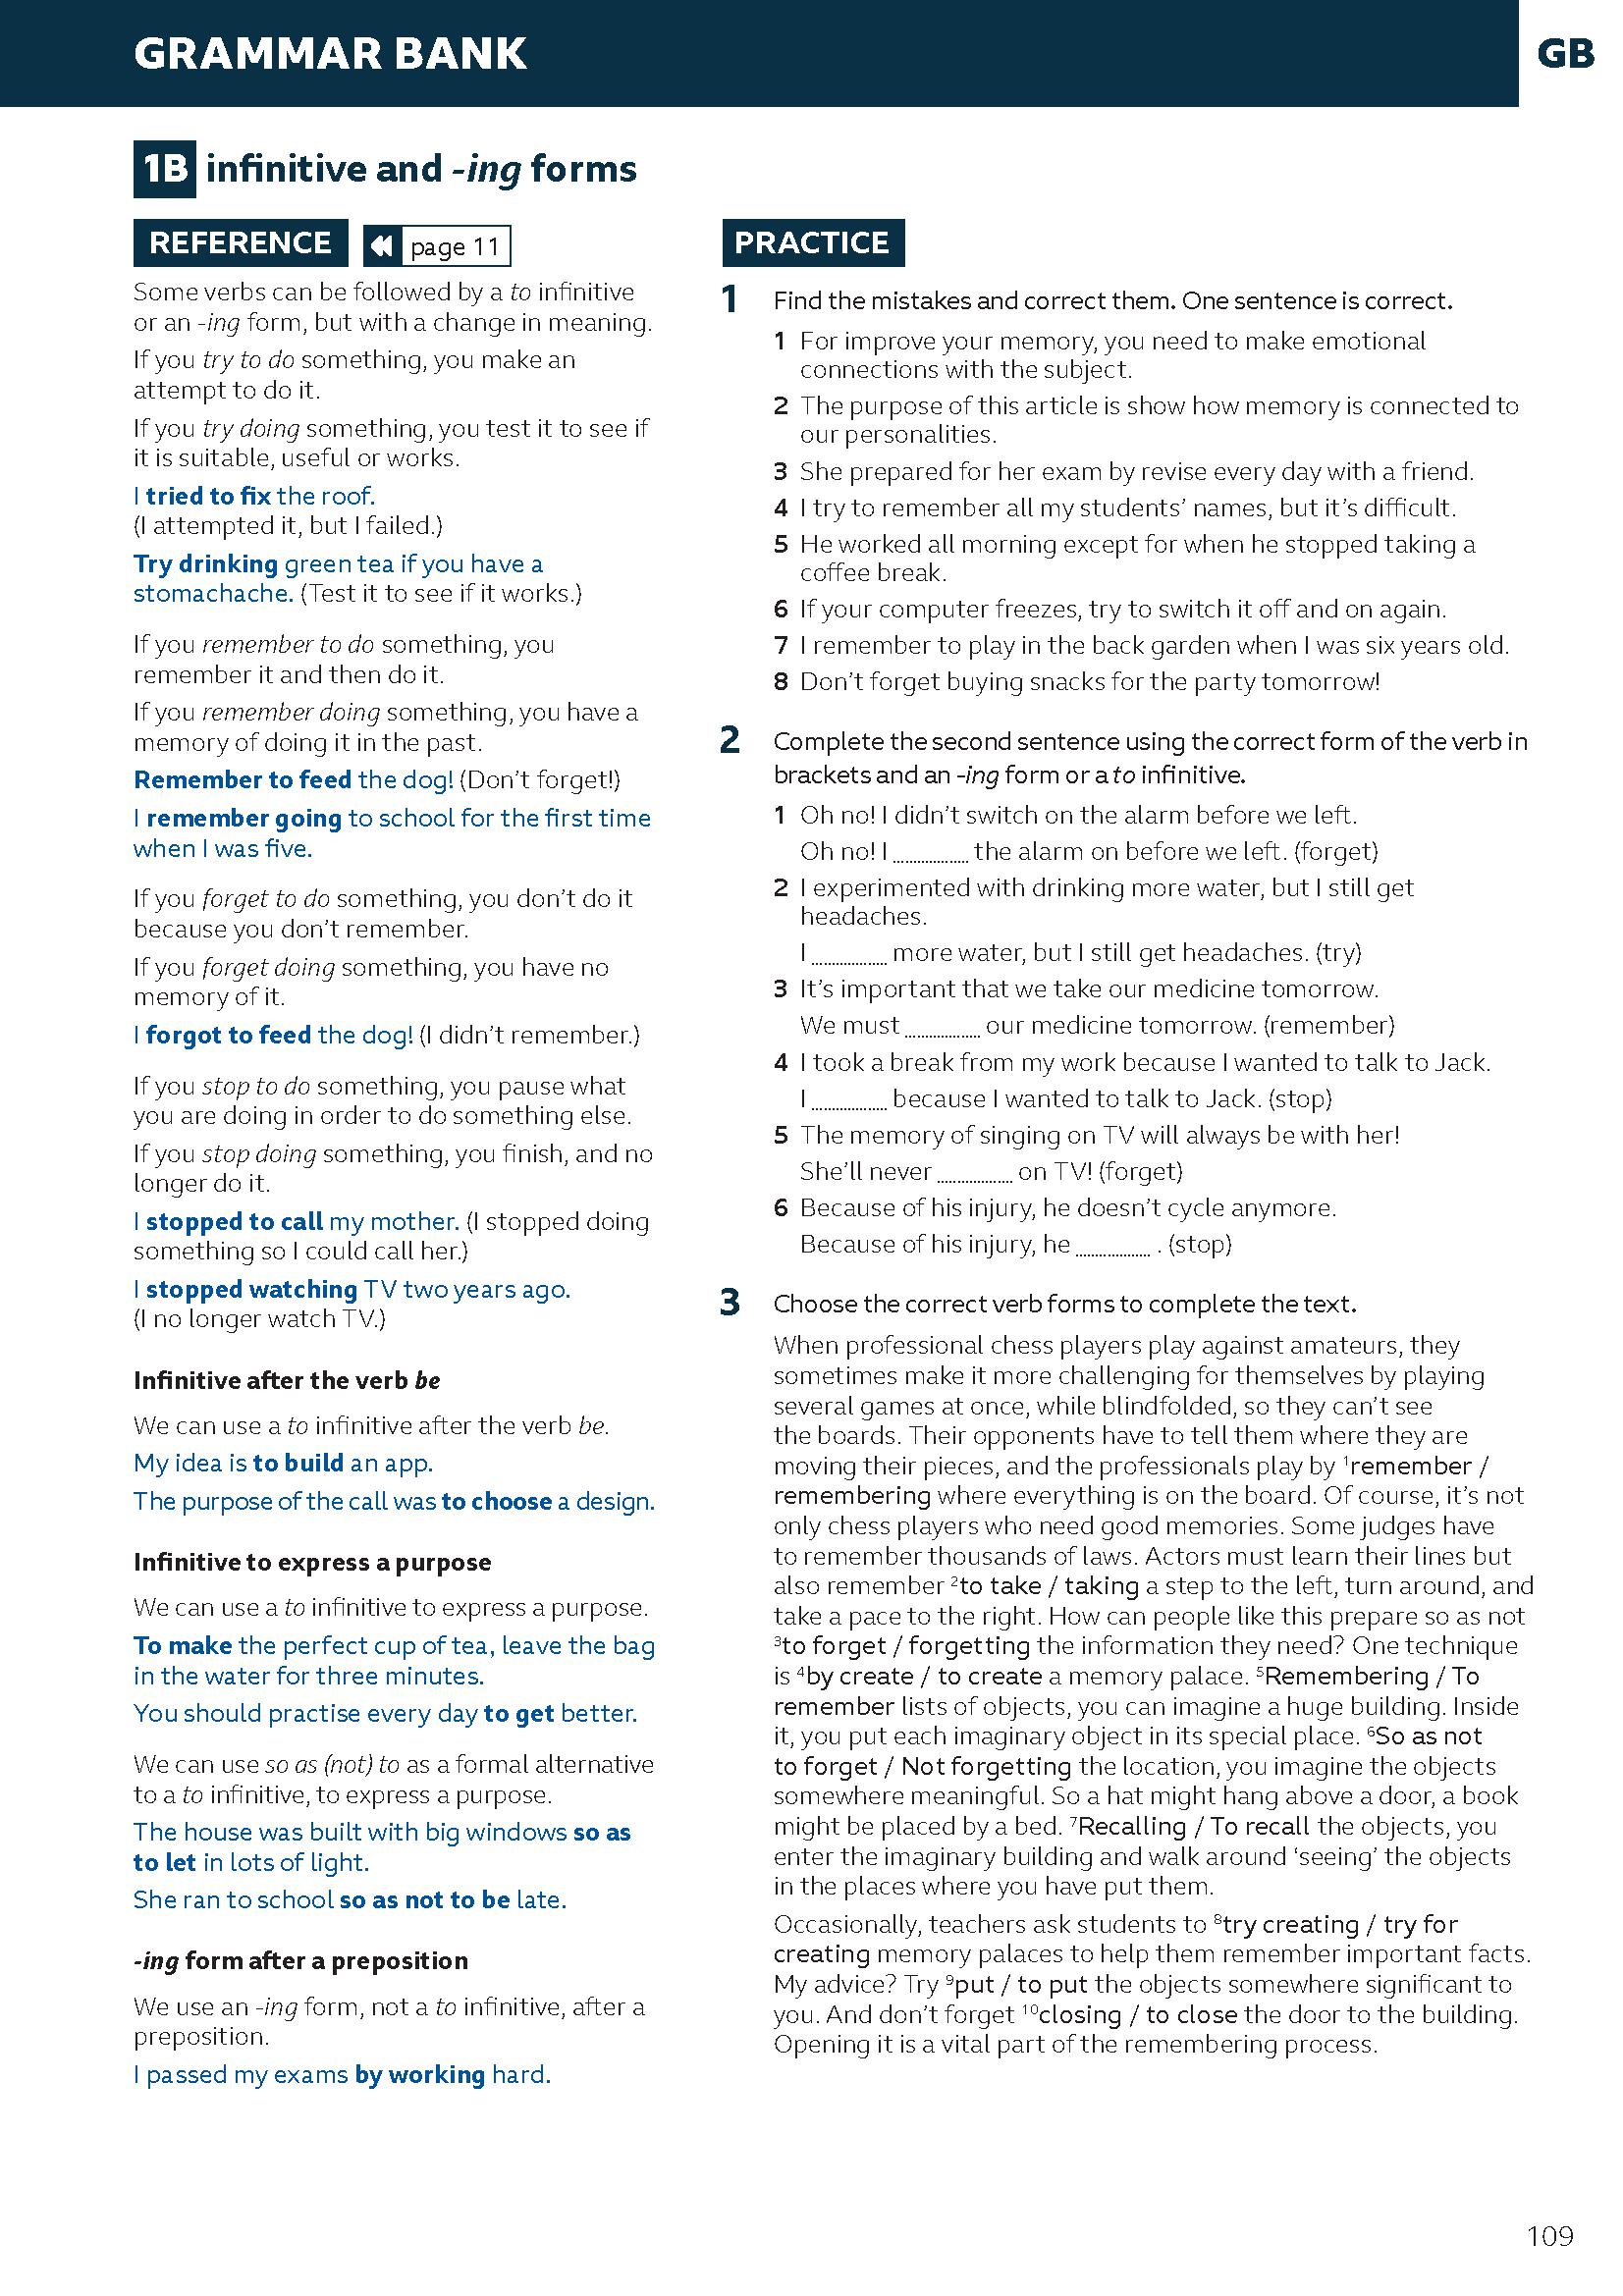 GRAMMAR BANK
GB
1B infinitive and -ing forms
REFERENCE page 11
Some verbs can be followed by a to infinitive
or an -ing form, but with a change in meaning.
If you try to do something, you make an
attempt to do it.
If you try doing something, you test it to see if
it is suitable, useful or works.
I tried to fix the roof.
(I attempted it, but I failed.)
Try drinking green tea if you have a
stomachache. (Test it to see if it works.)
If you remember to do something, you
remember it and then do it.
If you remember doing something, you have a
memory of doing it in the past.
Remember to feed the dog! (Don’t forget!)
I remember going to school for the first time
when I was five.
If you forget to do something, you don’t do it
because you don’t remember.
If you forget doing something, you have no
memory of it.
I forgot to feed the dog! (I didn’t remember.)
If you stop to do something, you pause what
you are doing in order to do something else.
If you stop doing something, you finish, and no
longer do it.
I stopped to call my mother. (I stopped doing
something so I could call her.)
I stopped watching TV two years ago.
(I no longer watch TV.)
Infinitive after the verb be
We can use a to infinitive after the verb be.
My idea is to build an app.
The purpose of the call was to choose a design.
Infinitive to express a purpose
We can use a to infinitive to express a purpose.
To make the perfect cup of tea, leave the bag
in the water for three minutes.
You should practise every day to get better.
We can use so as (not) to as a formal alternative
to a to infinitive, to express a purpose.
The house was built with big windows so as
to let in lots of light.
She ran to school so as not to be late.
-ing form after a preposition
We use an -ing form, not a to infinitive, after a
preposition.
I passed my exams by working hard.
PRACTICE
1 Find the mistakes and correct them. One sentence is correct.
1 For improve your memory, you need to make emotional
connections with the subject.
2 The purpose of this article is show how memory is connected to
our personalities.
3 She prepared for her exam by revise every day with a friend.
4 I try to remember all my students’ names, but it’s difficult.
5 He worked all morning except for when he stopped taking a
coffee break.
6 If your computer freezes, try to switch it off and on again.
7 I remember to play in the back garden when I was six years old.
8 Don’t forget buying snacks for the party tomorrow!
2 Complete the second sentence using the correct form of the verb in
brackets and an -ing form or a to infinitive.
1 Oh no! I didn’t switch on the alarm before we left.
Oh no! I ................... the alarm on before we left. (forget)
2 I experimented with drinking more water, but I still get
headaches.
I ................... more water, but I still get headaches. (try)
3 It’s important that we take our medicine tomorrow.
We must ................... our medicine tomorrow. (remember)
4 I took a break from my work because I wanted to talk to Jack.
I ................... because I wanted to talk to Jack. (stop)
5 The memory of singing on TV will always be with her!
She’ll never ................... on TV! (forget)
6 Because of his injury, he doesn’t cycle anymore.
Because of his injury, he ................... . (stop)
3 Choose the correct verb forms to complete the text.
When professional chess players play against amateurs, they
sometimes make it more challenging for themselves by playing
several games at once, while blindfolded, so they can’t see
the boards. Their opponents have to tell them where they are
moving their pieces, and the professionals play by ¹remember /
remembering where everything is on the board. Of course, it’s not
only chess players who need good memories. Some judges have
to remember thousands of laws. Actors must learn their lines but
also remember ²to take / taking a step to the left, turn around, and
take a pace to the right. How can people like this prepare so as not
³to forget / forgetting the information they need? One technique
is ⁴by create / to create a memory palace. ⁵Remembering / To
remember lists of objects, you can imagine a huge building. Inside
it, you put each imaginary object in its special place. ⁶So as not
to forget / Not forgetting the location, you imagine the objects
somewhere meaningful. So a hat might hang above a door, a book
might be placed by a bed. ⁷Recalling / To recall the objects, you
enter the imaginary building and walk around ‘seeing’ the objects
in the places where you have put them.
Occasionally, teachers ask students to ⁸try creating / try for
creating memory palaces to help them remember important facts.
My advice? Try ⁹put / to put the objects somewhere significant to
you. And don’t forget ¹⁰closing / to close the door to the building.
Opening it is a vital part of the remembering process.
109